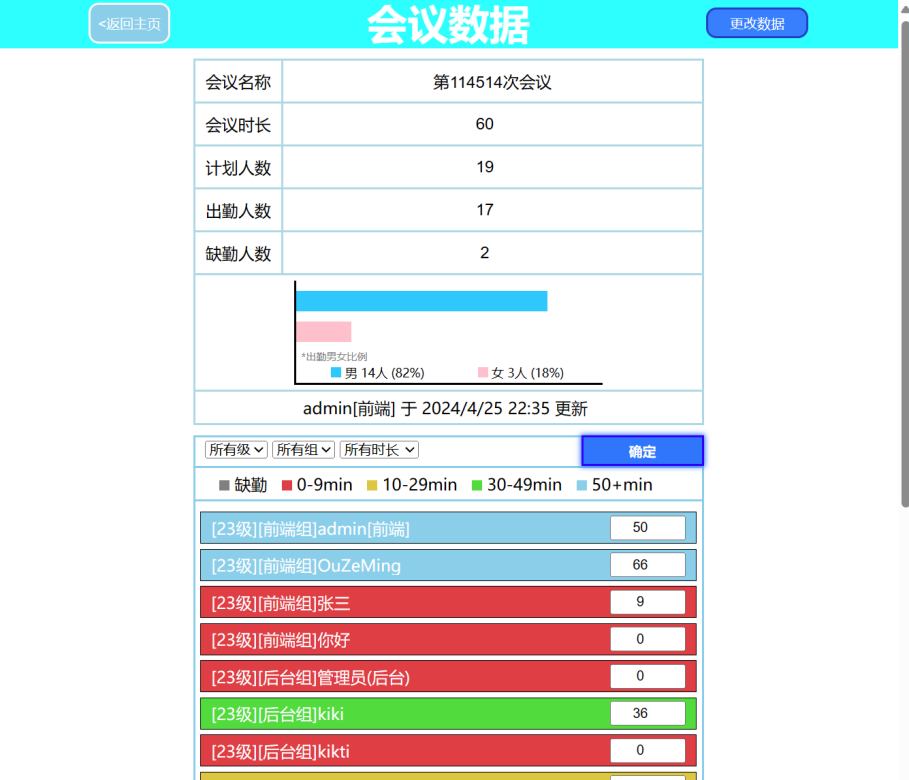 <返回主页
会议数据
更改数据
会议名称 第114514次会议
会议时长 60
计划人数 19
出勤人数 17
缺勤人数 2
*出勤男女比例
男 14人 (82%) 女 3人 (18%)
admin[前端] 于 2024/4/25 22:35 更新
所有级 所有组 所有时长 确定
缺勤 0-9min 10-29min 30-49min 50+min
[23级][前端组]admin[前端] 50
[23级][前端组]OuZeMing 66
[23级][前端组]张三 9
[23级][前端组]你好 0
[23级][后台组]管理员(后台) 0
[23级][后台组]kiki 36
[23级][后台组]kikti 0